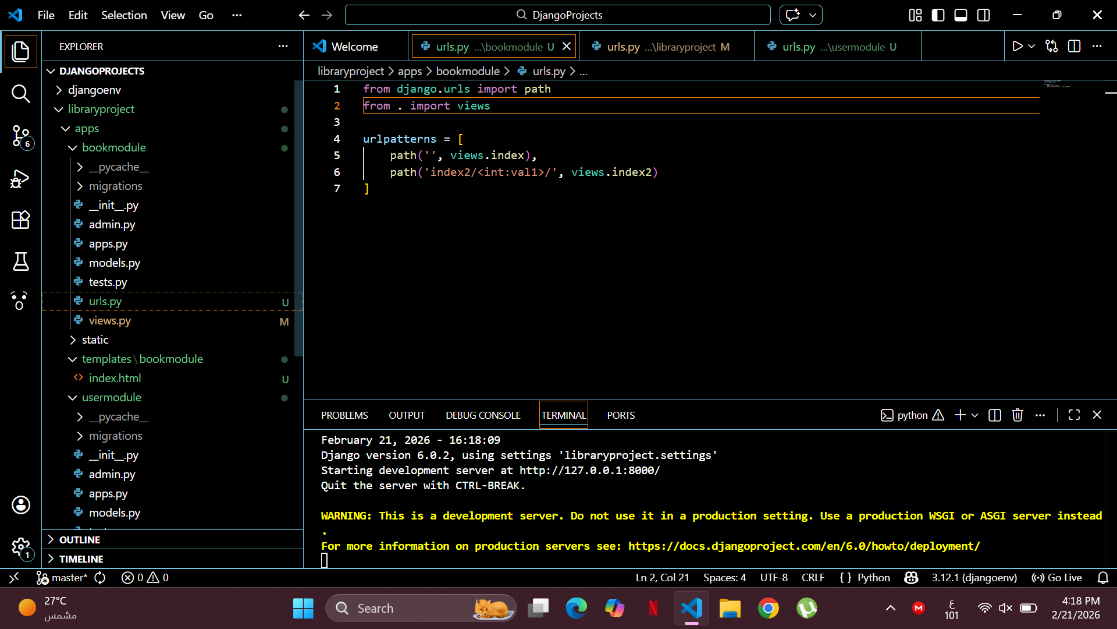 File Edit Selection View Go ··· DjangoProjects
EXPLORER ···
DJANGOPROJECTS
djangoenv
libraryproject
apps
bookmodule
__pycache__
migrations
__init__.py
admin.py
apps.py
models.py
tests.py
urls.py U
views.py M
static
templates\bookmodule
index.html U
usermodule
__pycache__
migrations
__init__.py
admin.py
apps.py
models.py
OUTLINE
TIMELINE
6
1
Welcome urls.py ...\bookmodule U urls.py ...\libraryproject M urls.py ...\usermodule U
libraryproject > apps > bookmodule > urls.py > ...
1 from django.urls import path
2 from . import views
3
4 urlpatterns = [
5 path('', views.index),
6 path('index2/<int:val1>/', views.index2)
7 ]
PROBLEMS OUTPUT DEBUG CONSOLE TERMINAL PORTS python
February 21, 2026 - 16:18:09
Django version 6.0.2, using settings 'libraryproject.settings'
Starting development server at http://127.0.0.1:8000/
Quit the server with CTRL-BREAK.
WARNING: This is a development server. Do not use it in a production setting. Use a production WSGI or ASGI server instead
.
For more information on production servers see: https://docs.djangoproject.com/en/6.0/howto/deployment/
master* 0 0 Ln 2, Col 21 Spaces: 4 UTF-8 CRLF { } Python 3.12.1 (djangoenv) Go Live
27°C
مشمس
Search
ع
101
4:18 PM
2/21/2026